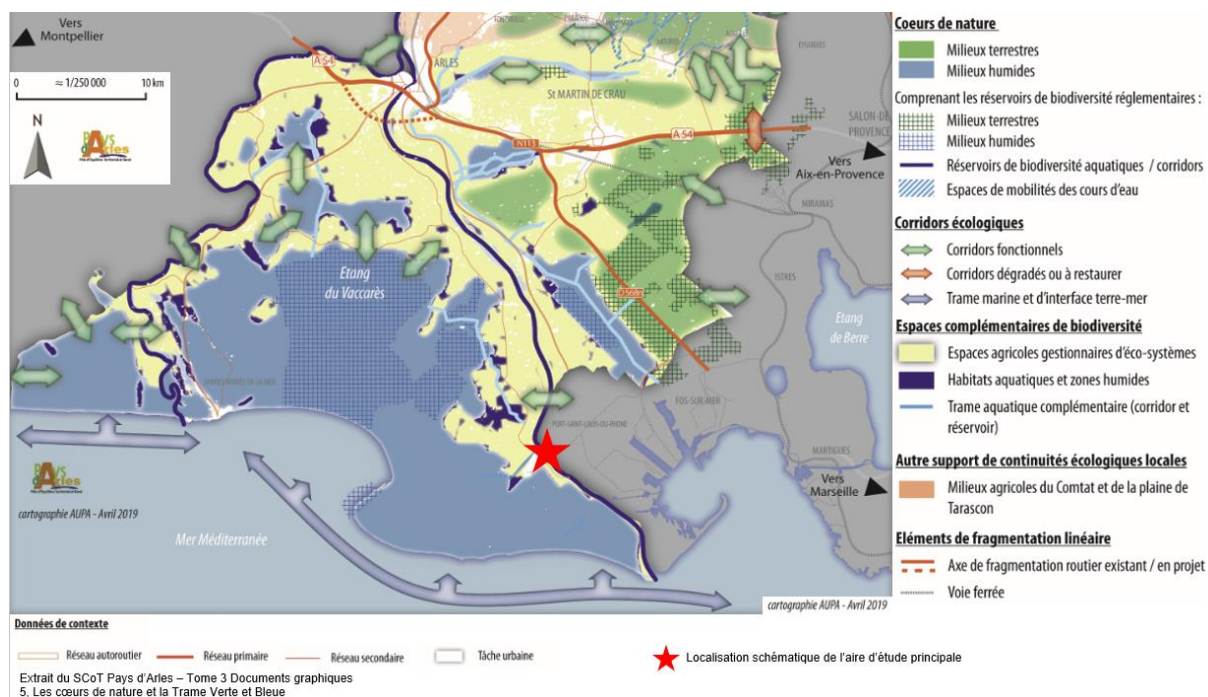 Vers
Montpellier
≈ 1/250 000
0
10 km
N
Pays
d'Arles
A 54
ARLES
St MARTIN DE CRAU
EYGUIERES
SALON-DE-
PROVENCE
A 54
N113
Vers
Aix-en-Provence
MIRAMAS
ISTRES
Etang
du Vaccarès
Etang
de Berre
FOS-SUR-MER
PORT-SAINT-LOUIS-DU-RHONE
MARTIGUES
Vers
Marseille
Mer Méditerranée
Pays
d'Arles
cartographie AUPA - Avril 2019
cartographie AUPA - Avril 2019
Coeurs de nature
Milieux terrestres
Milieux humides
Comprenant les réservoirs de biodiversité réglementaires :
Milieux terrestres
Milieux humides
Réservoirs de biodiversité aquatiques / corridors
Espaces de mobilités des cours d'eau
Corridors écologiques
Corridors fonctionnels
Corridors dégradés ou à restaurer
Trame marine et d'interface terre-mer
Espaces complémentaires de biodiversité
Espaces agricoles gestionnaires d'éco-systèmes
Habitats aquatiques et zones humides
Trame aquatique complémentaire (corridor et
réservoir)
Autre support de continuités écologiques locales
Milieux agricoles du Comtat et de la plaine de
Tarascon
Eléments de fragmentation linéaire
Axe de fragmentation routier existant / en projet
Voie ferrée
Données de contexte
Réseau autoroutier
Réseau primaire
Réseau secondaire
Tâche urbaine
Localisation schématique de l'aire d'étude principale
Extrait du SCoT Pays d'Arles – Tome 3 Documents graphiques
5. Les cœurs de nature et la Trame Verte et Bleue